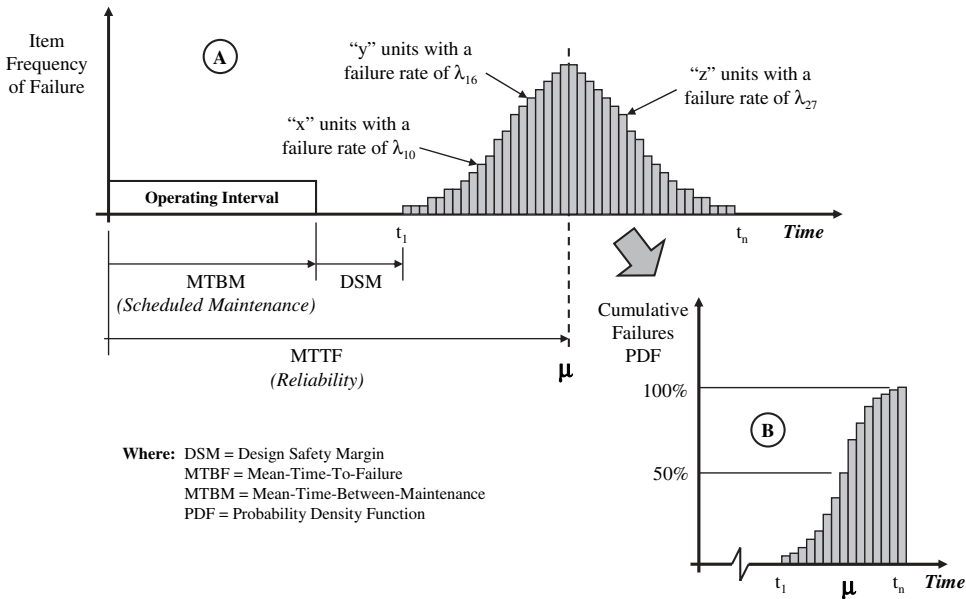 Item
Frequency
of Failure
A
“y” units with a
failure rate of λ16
“z” units with a
failure rate of λ27
“x” units with a
failure rate of λ10
Operating Interval
t1
tn
Time
MTBM
(Scheduled Maintenance)
DSM
MTTF
(Reliability)
μ
Cumulative
Failures
PDF
100%
B
50%
t1
μ
tn
Time
Where: DSM = Design Safety Margin
MTBF = Mean-Time-To-Failure
MTBM = Mean-Time-Between-Maintenance
PDF = Probability Density Function